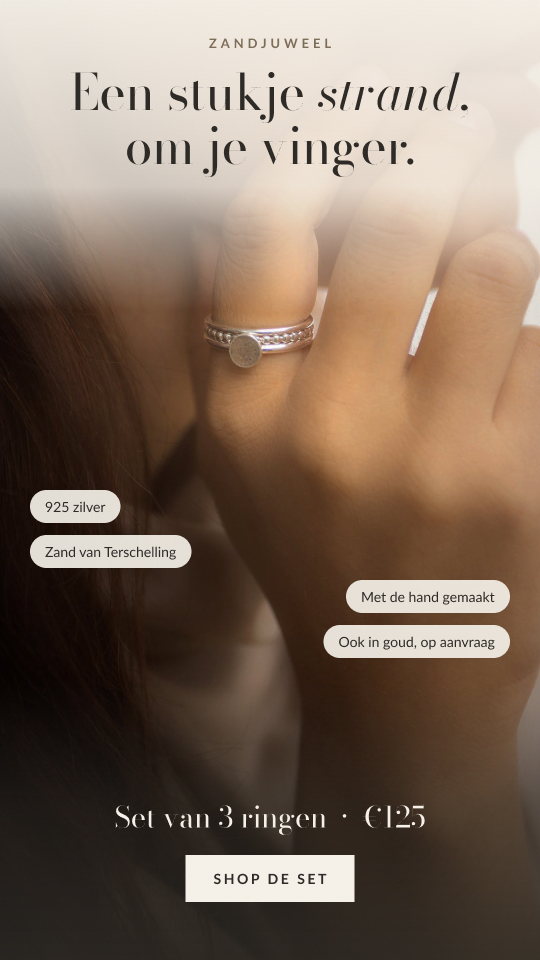 ZANDJUWEEL
Een stukje strand,
om je vinger.
925 zilver
Zand van Terschelling
Met de hand gemaakt
Ook in goud, op aanvraag
Set van 3 ringen · €125
SHOP DE SET